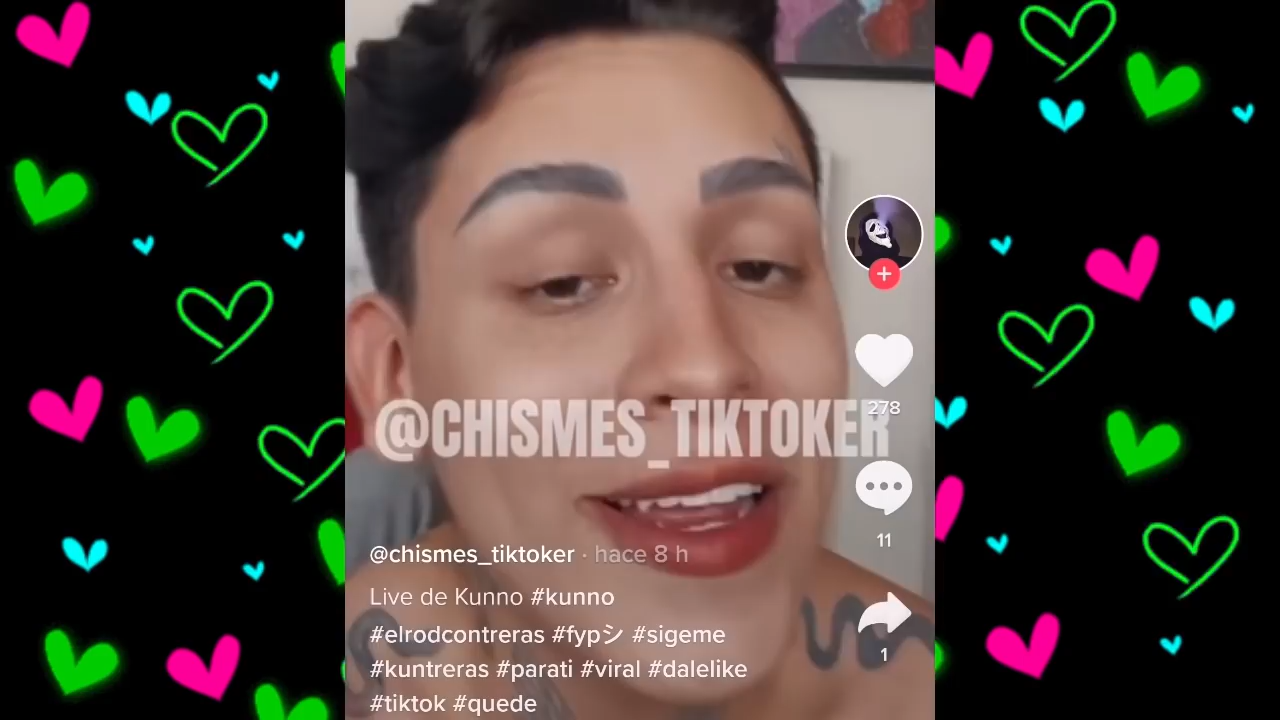 @CHISMES_TIKTOKER
278
11
@chismes_tiktoker · hace 8 h
Live de Kunno #kunno
#elrodcontreras #fypシ #sigeme
#kuntreras #parati #viral #dalelike
#tiktok #quede
1